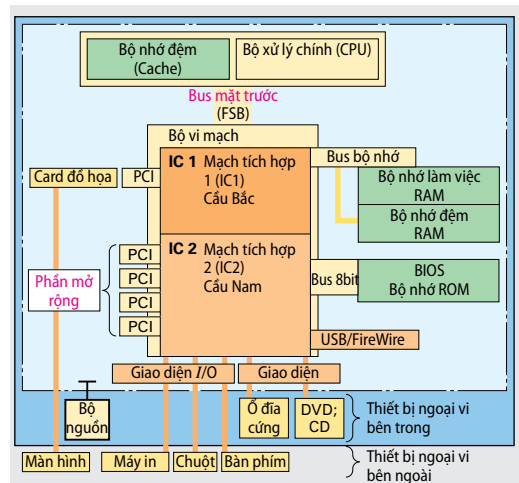 Bộ nhớ đệm
(Cache)
Bộ xử lý chính (CPU)
Bus mặt trước
(FSB)
Bộ vi mạch
IC 1 Mạch tích hợp
1 (IC1)
Cầu Bắc
Bus bộ nhớ
Card đồ họa
PCI
Bộ nhớ làm việc
RAM
Bộ nhớ đệm
RAM
IC 2 Mạch tích hợp
2 (IC2)
Cầu Nam
PCI
PCI
PCI
PCI
Phần mở
rộng
Bus 8bit
BIOS
Bộ nhớ ROM
USB/FireWire
Giao diện I/O
Giao diện
Bộ
nguồn
Ổ đĩa
cứng
DVD;
CD
Thiết bị ngoại vi
bên trong
Màn hình
Máy in
Chuột
Bàn phím
Thiết bị ngoại vi
bên ngoài